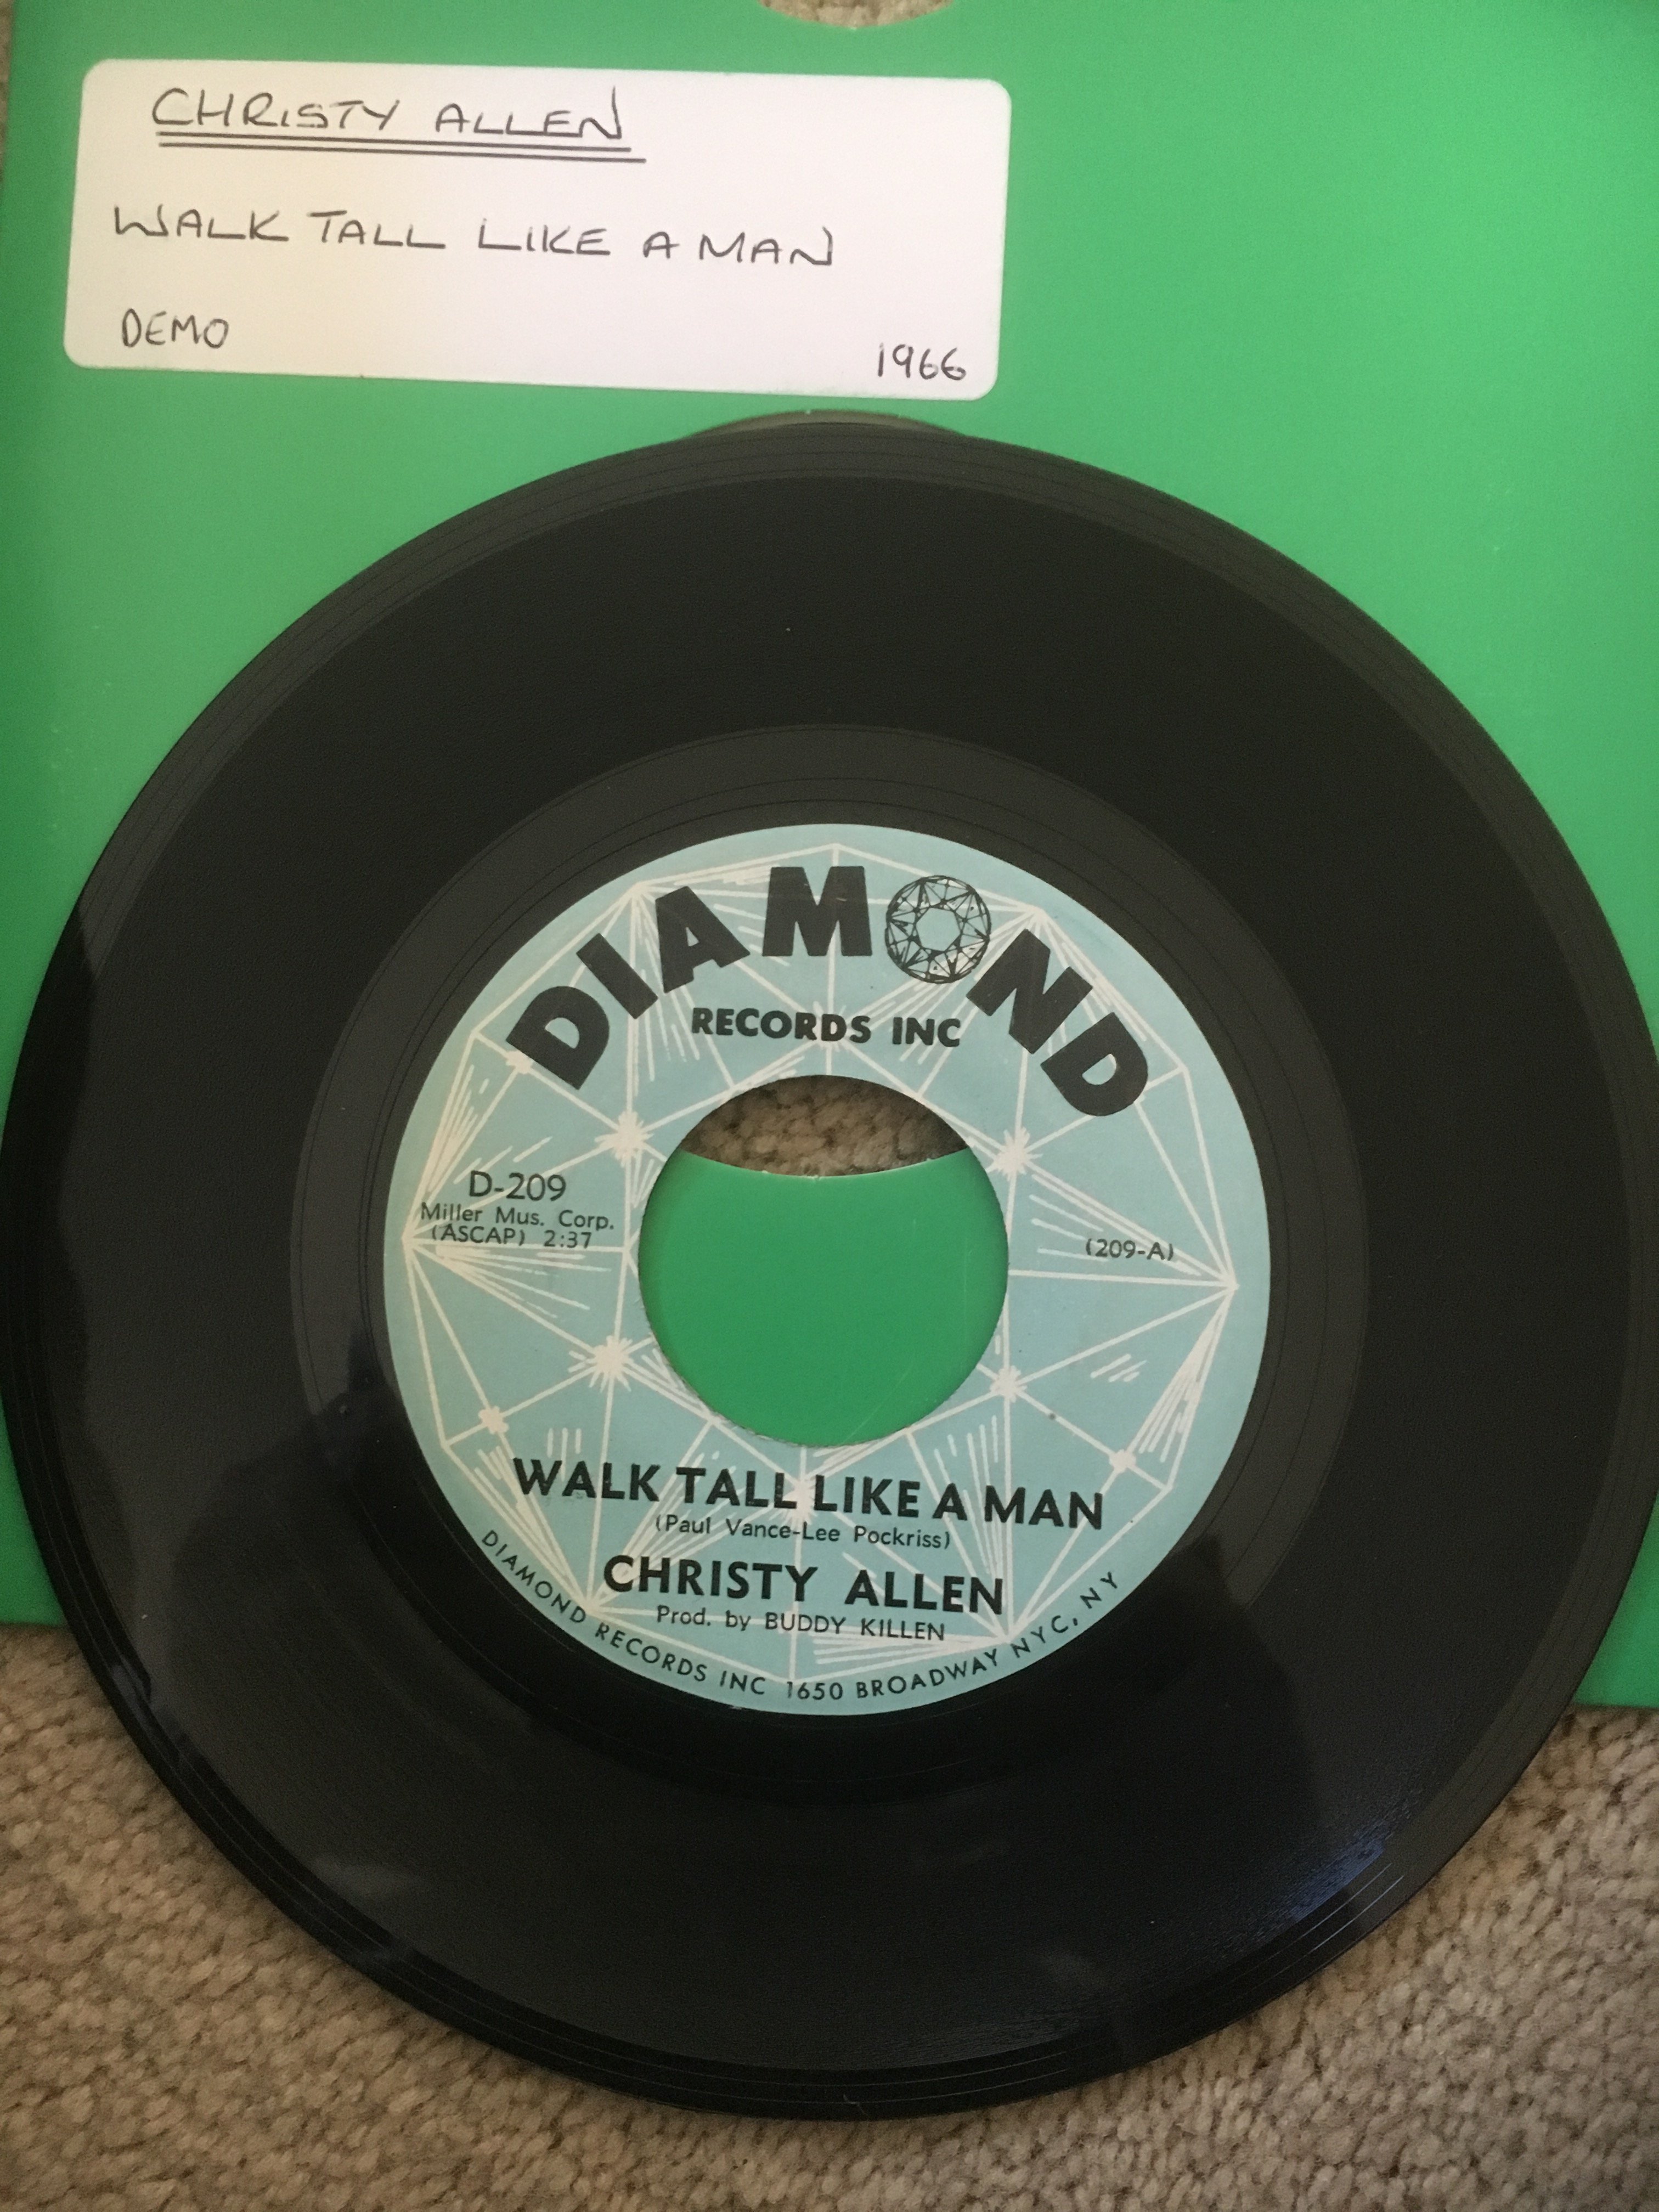 CHRISTY ALLEN
WALK TALL LIKE A MAN
DEMO
1966
DIAMOND
RECORDS INC
D-209
Miller Mus. Corp.
(ASCAP) 2:37
(209-A)
WALK TALL LIKE A MAN
(Paul Vance-Lee Pockriss)
CHRISTY ALLEN
Prod. by BUDDY KILLEN
DIAMOND RECORDS INC 1650 BROADWAY NYC, NY